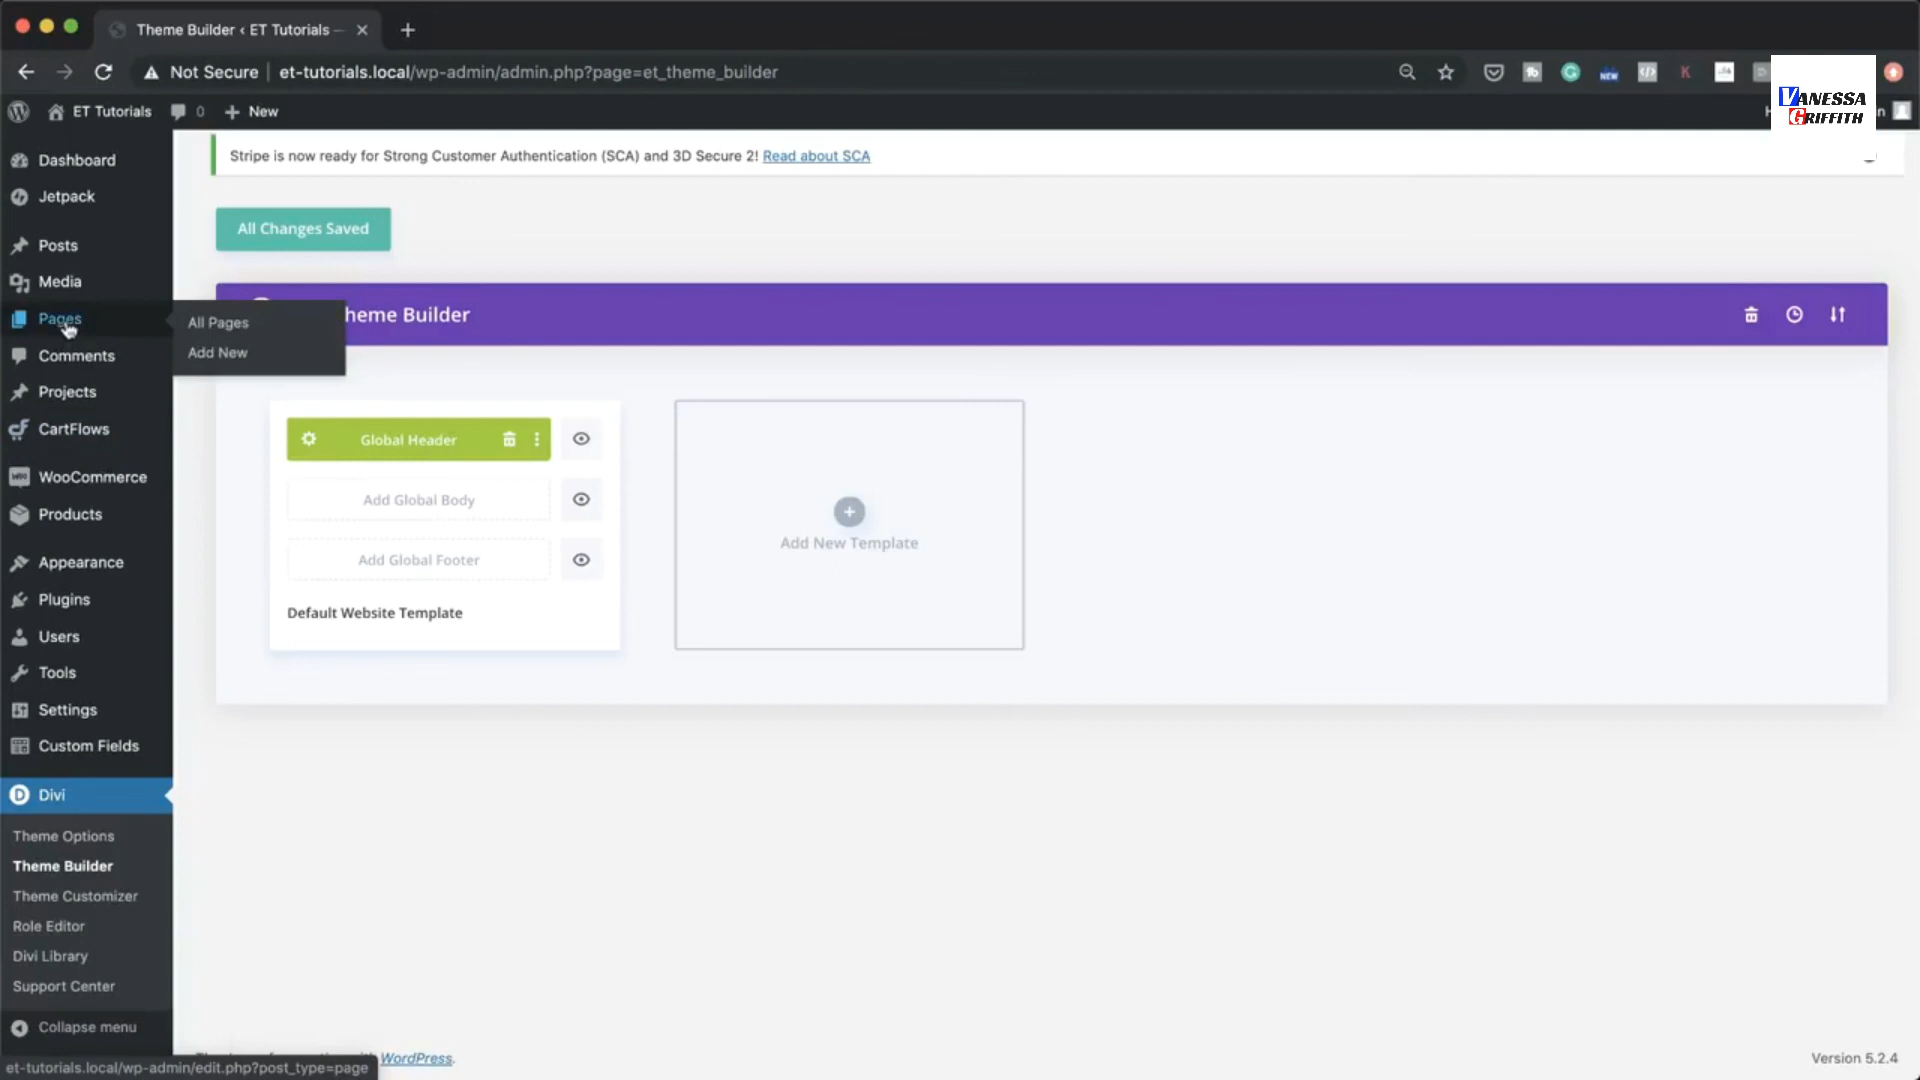 Theme Builder ‹ ET Tutorials —
Not Secure
et-tutorials.local/wp-admin/admin.php?page=et_theme_builder
NEW
K
ET Tutorials
0
New
VANESSA
GRIFFITH
Dashboard
Jetpack
Posts
Media
Pages
All Pages
Add New
Comments
Projects
CartFlows
WooCommerce
Products
Appearance
Plugins
Users
Tools
Settings
Custom Fields
Divi
Theme Options
Theme Builder
Theme Customizer
Role Editor
Divi Library
Support Center
Collapse menu
Stripe is now ready for Strong Customer Authentication (SCA) and 3D Secure 2! Read about SCA
All Changes Saved
heme Builder
Global Header
Add Global Body
Add Global Footer
Default Website Template
Add New Template
WordPress.
Version 5.2.4
et-tutorials.local/wp-admin/edit.php?post_type=page